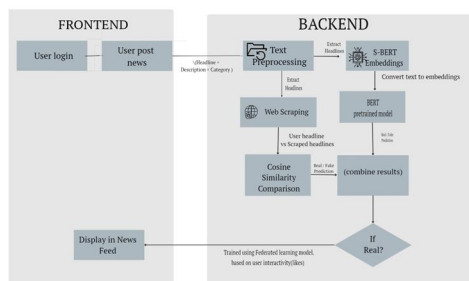 FRONTEND
BACKEND
User login
User post
news
\(Headline +
Description + Category )
Text
Preprocessing
Extract
Headlines
S-BERT
Embeddings
Convert text to embeddings
Extract
Headlines
BERT
pretrained model
Web Scraping
User headline
vs Scraped headlines
Cosine
Similarity
Comparison
Real / Fake
Prediction
(combine results)
If
Real?
Display in News
Feed
Trained using Federated learning model.
based on user interactivity(likes)